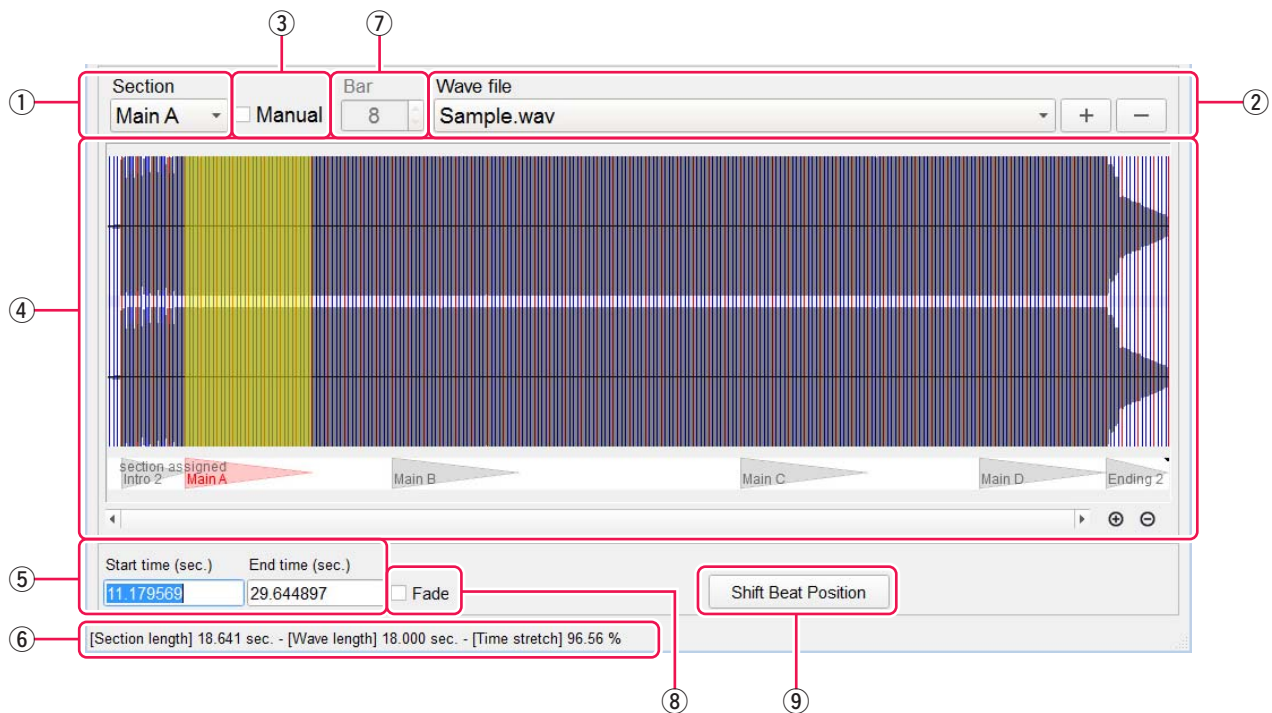 ③ ⑦
Section Bar Wave file
① Main A Manual 8 Sample.wav + − ②
④
section assigned
Intro 2 Main A Main B Main C Main D Ending 2
Start time (sec.) End time (sec.)
⑤ 11.179569 29.644897 Fade Shift Beat Position
⑥ [Section length] 18.641 sec. - [Wave length] 18.000 sec. - [Time stretch] 96.56 %
⑧ ⑨